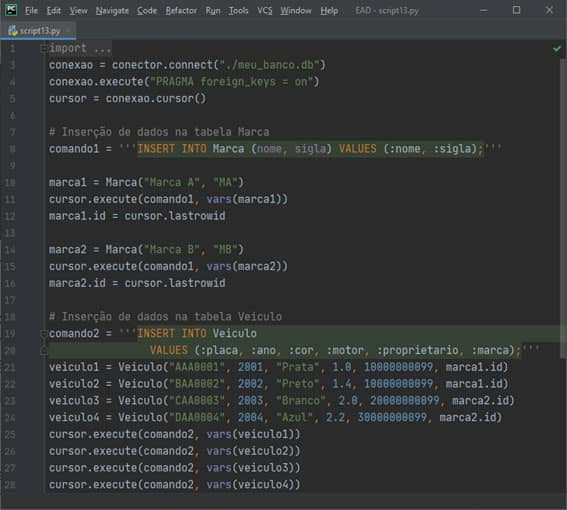 PC File Edit View Navigate Code Refactor Run Tools VCS Window Help EAD - script13.py
script13.py
1 import ...
3 conexao = conector.connect("./meu_banco.db")
4 conexao.execute("PRAGMA foreign_keys = on")
5 cursor = conexao.cursor()
6
7 # Inserção de dados na tabela Marca
8 comando1 = '''INSERT INTO Marca (nome, sigla) VALUES (:nome, :sigla);'''
9
10 marca1 = Marca("Marca A", "MA")
11 cursor.execute(comando1, vars(marca1))
12 marca1.id = cursor.lastrowid
13
14 marca2 = Marca("Marca B", "MB")
15 cursor.execute(comando1, vars(marca2))
16 marca2.id = cursor.lastrowid
17
18 # Inserção de dados na tabela Veiculo
19 comando2 = '''INSERT INTO Veiculo
20 VALUES (:placa, :ano, :cor, :motor, :proprietario, :marca);'''
21 veiculo1 = Veiculo("AAA0001", 2001, "Prata", 1.0, 10000000099, marca1.id)
22 veiculo2 = Veiculo("BAA0002", 2002, "Preto", 1.4, 10000000099, marca1.id)
23 veiculo3 = Veiculo("CAA0003", 2003, "Branco", 2.0, 20000000099, marca2.id)
24 veiculo4 = Veiculo("DAA0004", 2004, "Azul", 2.2, 30000000099, marca2.id)
25 cursor.execute(comando2, vars(veiculo1))
26 cursor.execute(comando2, vars(veiculo2))
27 cursor.execute(comando2, vars(veiculo3))
28 cursor.execute(comando2, vars(veiculo4))